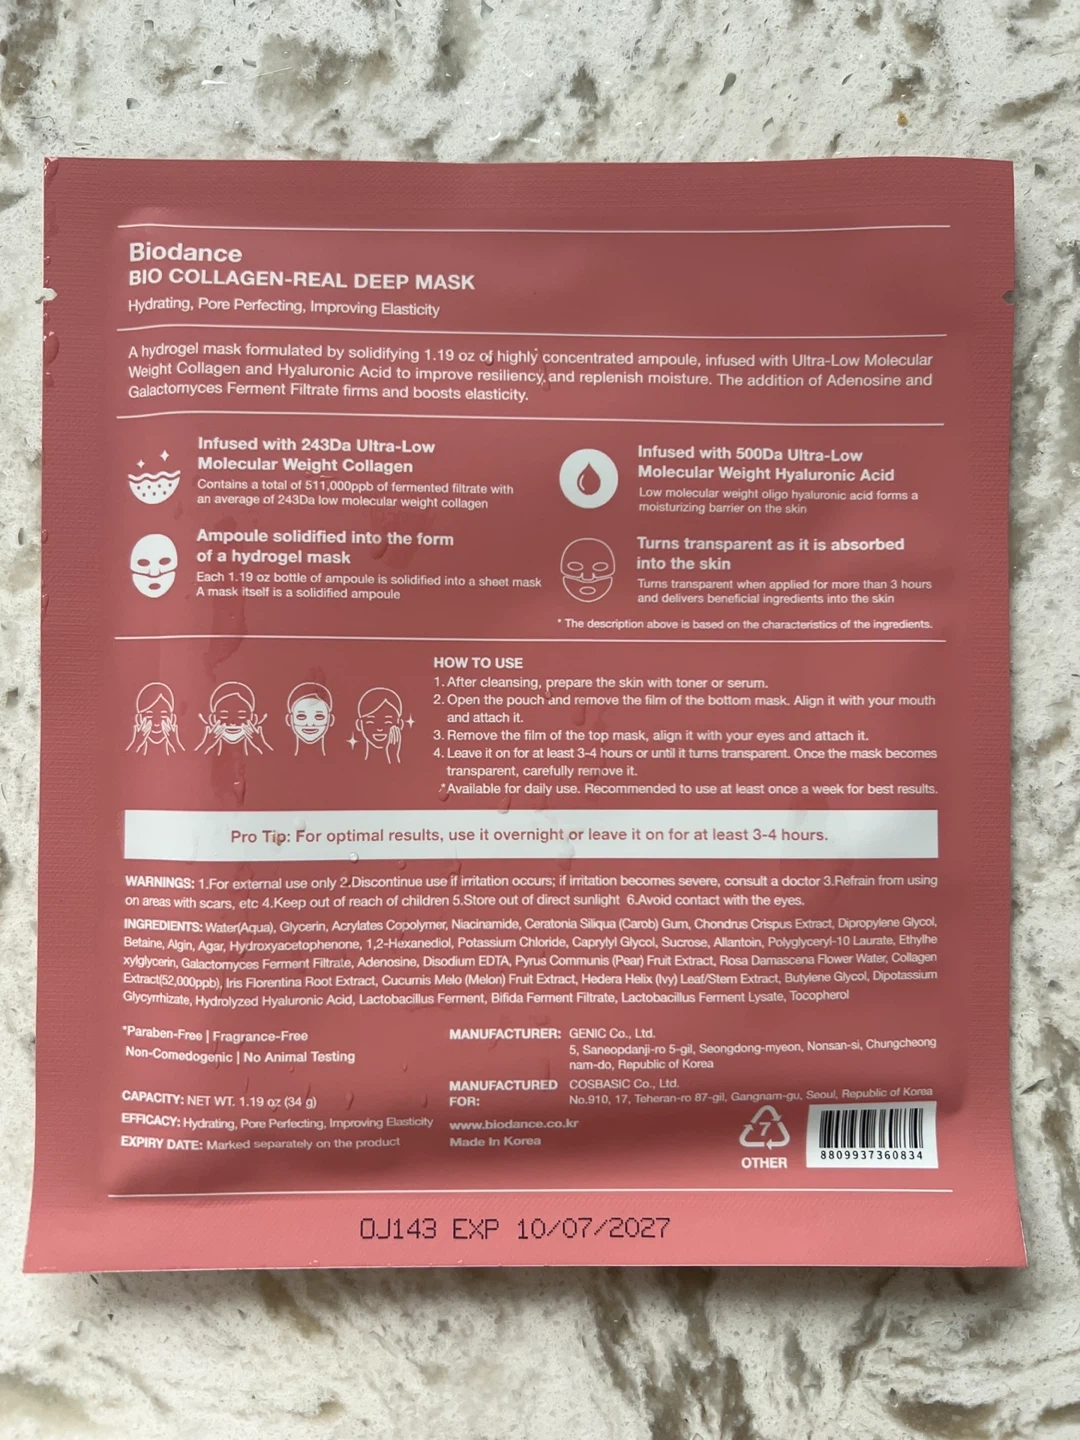 Biodance
BIO COLLAGEN-REAL DEEP MASK
Hydrating, Pore Perfecting, Improving Elasticity
A hydrogel mask formulated by solidifying 1.19 oz of highly concentrated ampoule, infused with Ultra-Low Molecular
Weight Collagen and Hyaluronic Acid to improve resiliency, and replenish moisture. The addition of Adenosine and
Galactomyces Ferment Filtrate firms and boosts elasticity.
Infused with 243Da Ultra-Low
Molecular Weight Collagen
Contains a total of 511,000ppb of fermented filtrate with
an average of 243Da low molecular weight collagen
Infused with 500Da Ultra-Low
Molecular Weight Hyaluronic Acid
Low molecular weight oligo hyaluronic acid forms a
moisturizing barrier on the skin
Ampoule solidified into the form
of a hydrogel mask
Each 1.19 oz bottle of ampoule is solidified into a sheet mask
A mask itself is a solidified ampoule
Turns transparent as it is absorbed
into the skin
Turns transparent when applied for more than 3 hours
and delivers beneficial ingredients into the skin
* The description above is based on the characteristics of the ingredients.
HOW TO USE
1. After cleansing, prepare the skin with toner or serum.
2. Open the pouch and remove the film of the bottom mask. Align it with your mouth
and attach it.
3. Remove the film of the top mask, align it with your eyes and attach it.
4. Leave it on for at least 3-4 hours or until it turns transparent. Once the mask becomes
transparent, carefully remove it.
*Available for daily use. Recommended to use at least once a week for best results.
Pro Tip: For optimal results, use it overnight or leave it on for at least 3-4 hours.
WARNINGS: 1.For external use only 2.Discontinue use if irritation occurs; if irritation becomes severe, consult a doctor 3.Refrain from using
on areas with scars, etc 4.Keep out of reach of children 5.Store out of direct sunlight 6.Avoid contact with the eyes.
INGREDIENTS: Water(Aqua), Glycerin, Acrylates Copolymer, Niacinamide, Ceratonia Siliqua (Carob) Gum, Chondrus Crispus Extract, Dipropylene Glycol,
Betaine, Algin, Agar, Hydroxyacetophenone, 1,2-Hexanediol, Potassium Chloride, Caprylyl Glycol, Sucrose, Allantoin, Polyglyceryl-10 Laurate, Ethylhe
xylglycerin, Galactomyces Ferment Filtrate, Adenosine, Disodium EDTA, Pyrus Communis (Pear) Fruit Extract, Rosa Damascena Flower Water, Collagen
Extract(52,000ppb), Iris Florentina Root Extract, Cucumis Melo (Melon) Fruit Extract, Hedera Helix (Ivy) Leaf/Stem Extract, Butylene Glycol, Dipotassium
Glycyrrhizate, Hydrolyzed Hyaluronic Acid, Lactobacillus Ferment, Bifida Ferment Filtrate, Lactobacillus Ferment Lysate, Tocopherol
*Paraben-Free | Fragrance-Free
Non-Comedogenic | No Animal Testing
CAPACITY: NET WT. 1.19 oz (34 g)
EFFICACY: Hydrating, Pore Perfecting, Improving Elasticity
EXPIRY DATE: Marked separately on the product
MANUFACTURER: GENIC Co., Ltd.
5, Saneopdanji-ro 5-gil, Seongdong-myeon, Nonsan-si, Chungcheong
nam-do, Republic of Korea
MANUFACTURED COSBASIC Co., Ltd.
FOR: No.910, 17, Teheran-ro 87-gil, Gangnam-gu, Seoul, Republic of Korea
www.biodance.co.kr
Made In Korea
7
OTHER
8809937360834
OJ143 EXP 10/07/2027